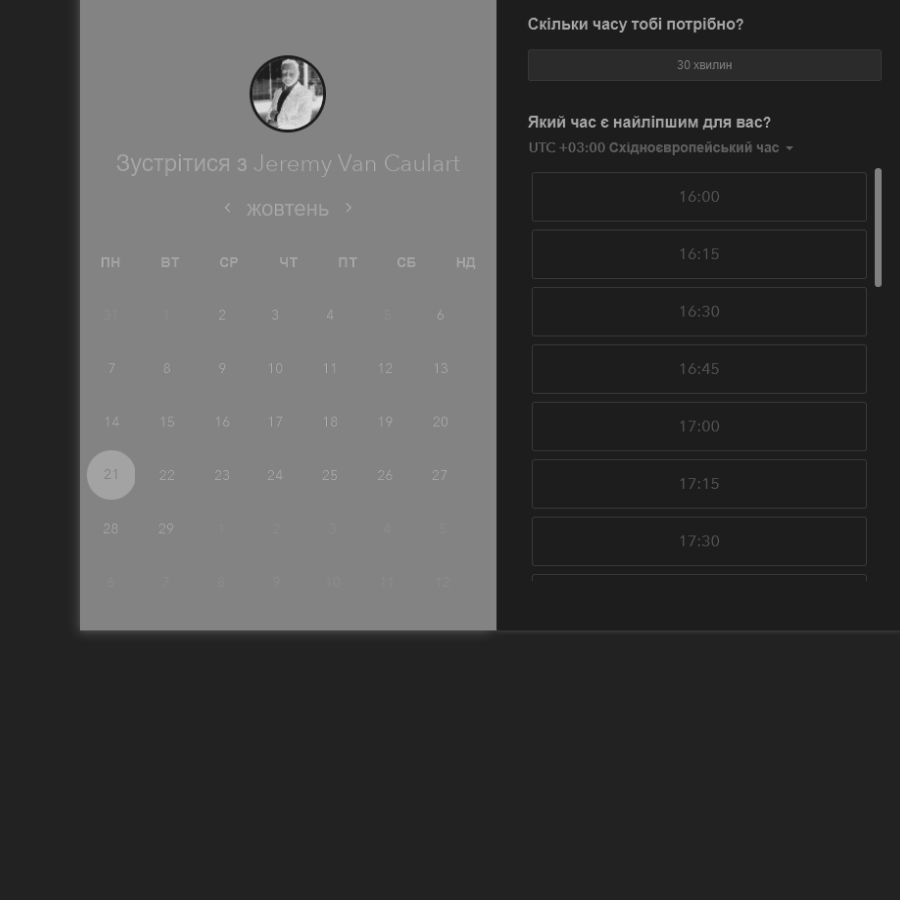 Зустрітися з Jeremy Van Caulart
жовтень
ПН ВТ СР ЧТ ПТ СБ НД
31 1 2 3 4 5 6
7 8 9 10 11 12 13
14 15 16 17 18 19 20
21 22 23 24 25 26 27
28 29 1 2 3 4 5
6 7 8 9 10 11 12
Скільки часу тобі потрібно?
30 хвилин
Який час є найліпшим для вас?
UTC +03:00 Східноєвропейський час
16:00
16:15
16:30
16:45
17:00
17:15
17:30